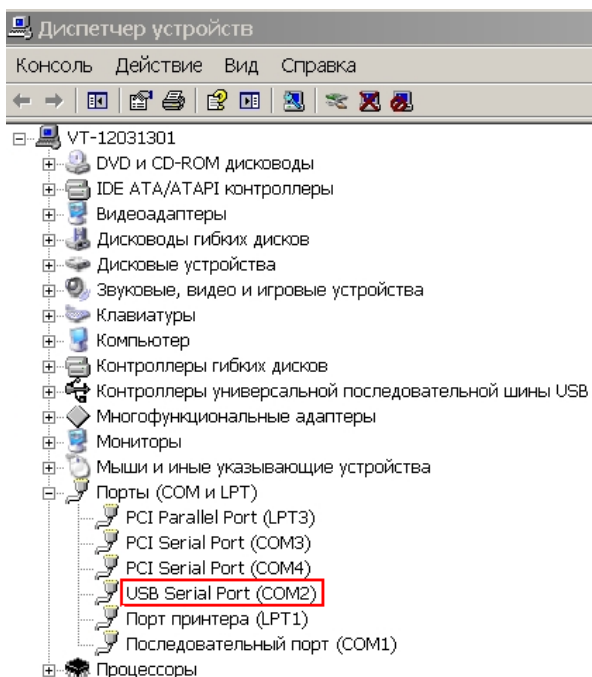 Диспетчер устройств
Консоль Действие Вид Справка
VT-12031301
DVD и CD-ROM дисководы
IDE ATA/ATAPI контроллеры
Видеоадаптеры
Дисководы гибких дисков
Дисковые устройства
Звуковые, видео и игровые устройства
Клавиатуры
Компьютер
Контроллеры гибких дисков
Контроллеры универсальной последовательной шины USB
Многофункциональные адаптеры
Мониторы
Мыши и иные указывающие устройства
Порты (COM и LPT)
PCI Parallel Port (LPT3)
PCI Serial Port (COM3)
PCI Serial Port (COM4)
USB Serial Port (COM2)
Порт принтера (LPT1)
Последовательный порт (COM1)
Процессоры